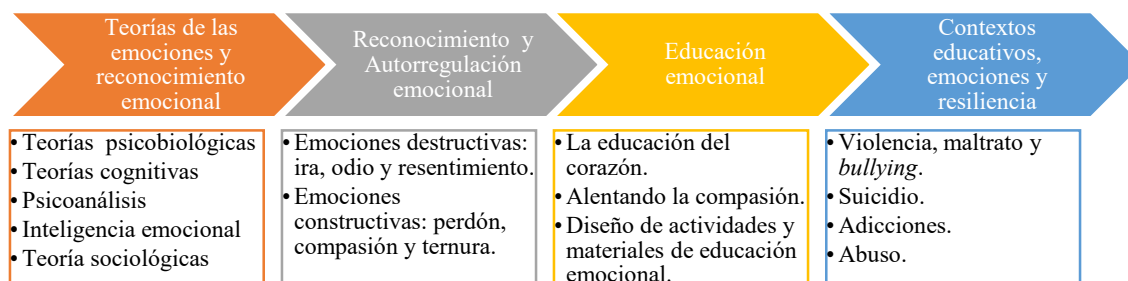 Teorías de las
emociones y
reconocimiento
emocional
• Teorías psicobiológicas
• Teorías cognitivas
• Psicoanálisis
• Inteligencia emocional
• Teoría sociológicas
Reconocimiento y
Autorregulación
emocional
• Emociones destructivas:
ira, odio y resentimiento.
• Emociones
constructivas: perdón,
compasión y ternura.
Educación
emocional
• La educación del
corazón.
• Alentando la compasión.
• Diseño de actividades y
materiales de educación
emocional.
Contextos
educativos,
emociones y
resiliencia
• Violencia, maltrato y
bullying.
• Suicidio.
• Adicciones.
• Abuso.